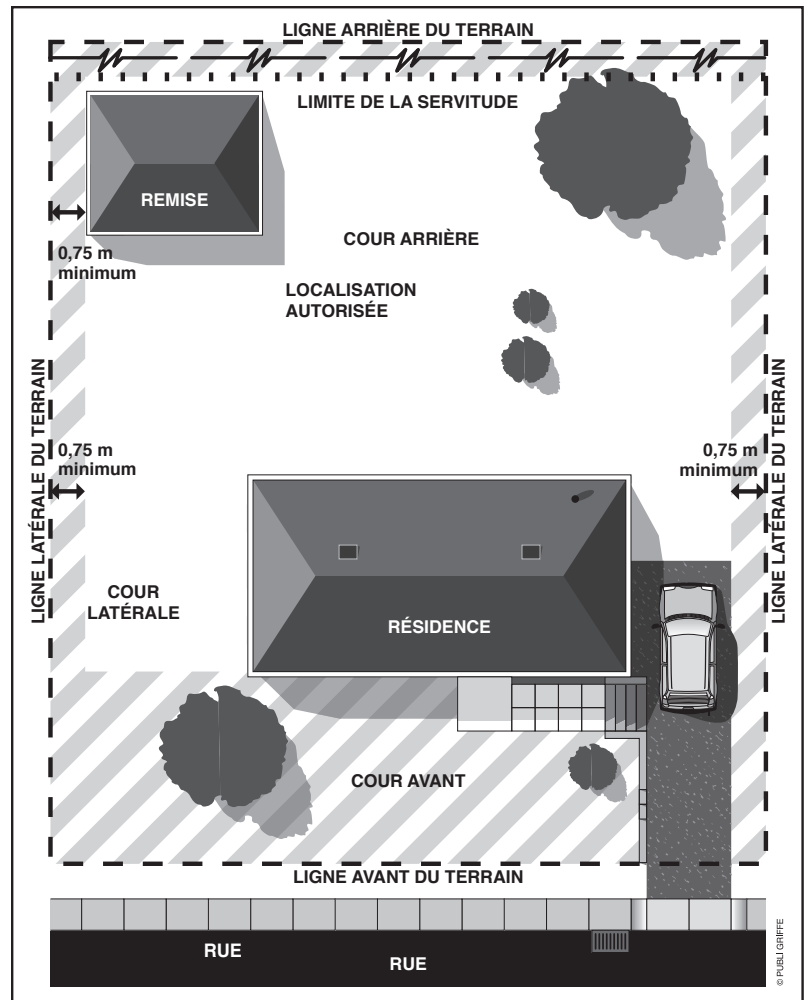 LIGNE ARRIÈRE DU TERRAIN
LIMITE DE LA SERVITUDE
REMISE
0,75 m
minimum
COUR ARRIÈRE
LOCALISATION
AUTORISÉE
LIGNE LATÉRALE DU TERRAIN
LIGNE LATÉRALE DU TERRAIN
0,75 m
minimum
0,75 m
minimum
COUR
LATÉRALE
RÉSIDENCE
COUR AVANT
LIGNE AVANT DU TERRAIN
RUE
RUE
© PUBLI GRIFFE